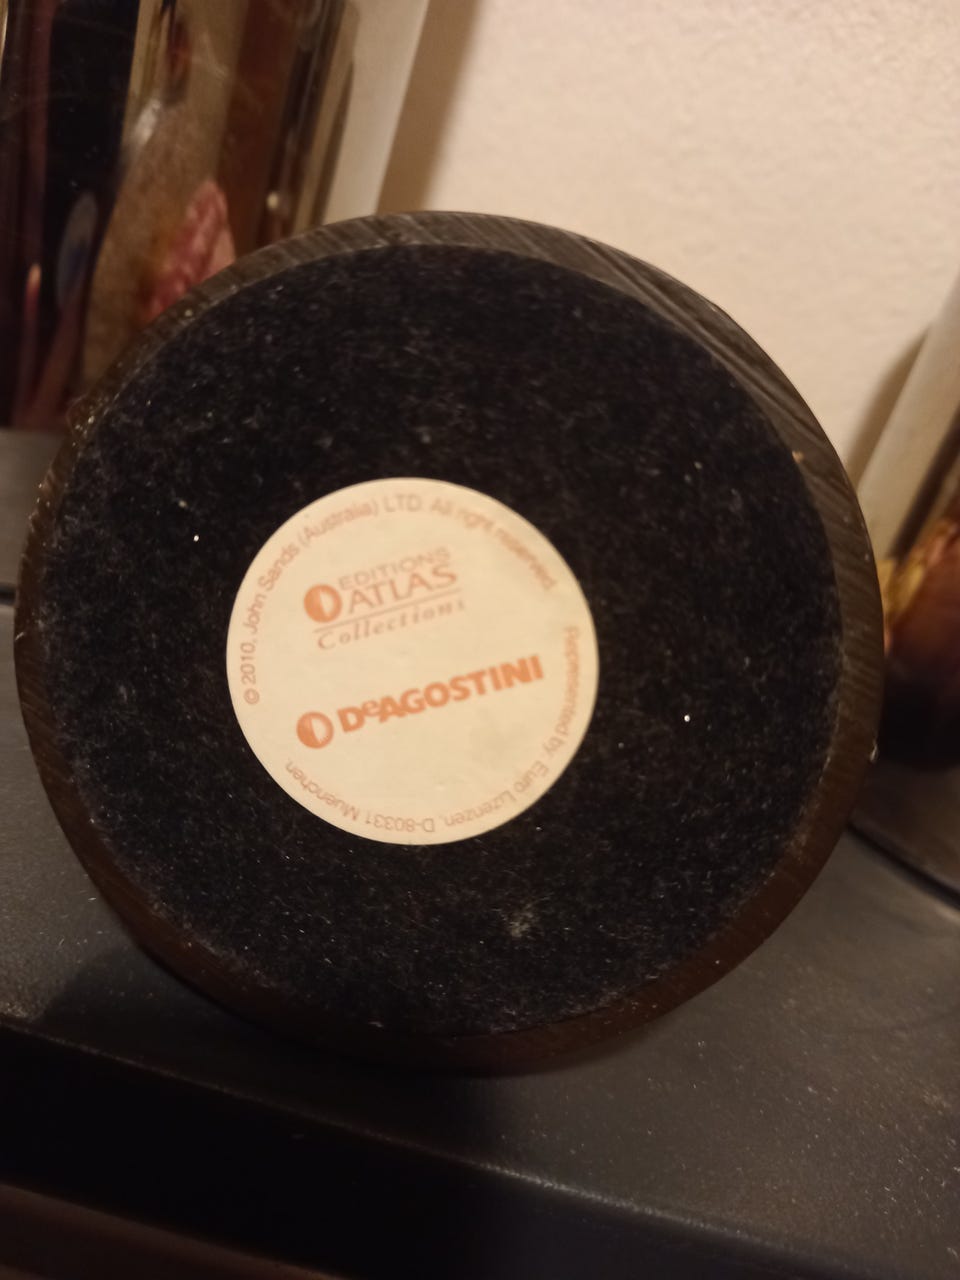 © 2010, John Sands (Australia) LTD. All right reserved.
EDITIONS
ATLAS
Collections
DeAGOSTINI
Represented by Euro Lizenzen, D-80331 Muenchen.